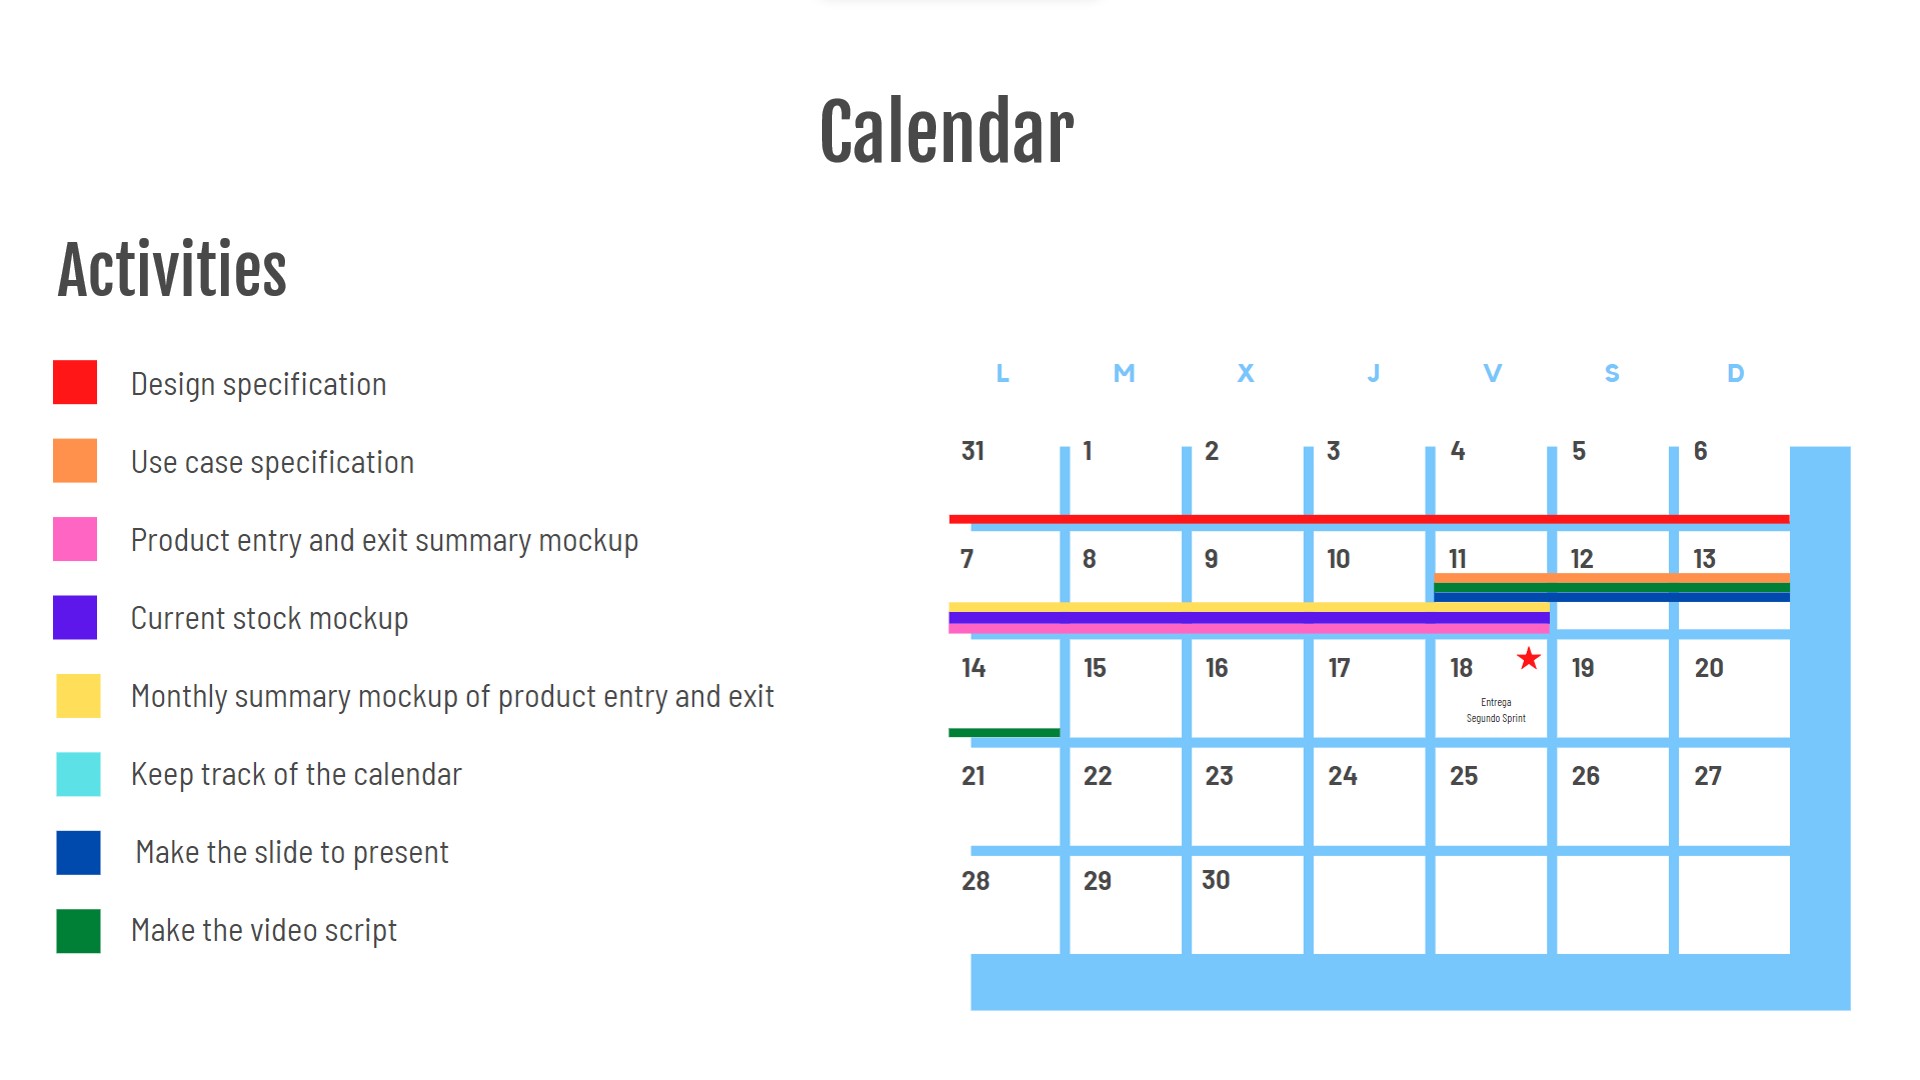 Calendar
Activities
Design specification
Use case specification
Product entry and exit summary mockup
Current stock mockup
Monthly summary mockup of product entry and exit
Keep track of the calendar
Make the slide to present
Make the video script
L M X J V S D
31 1 2 3 4 5 6
7 8 9 10 11 12 13
14 15 16 17 18 19 20
Entrega
Segundo Sprint
21 22 23 24 25 26 27
28 29 30